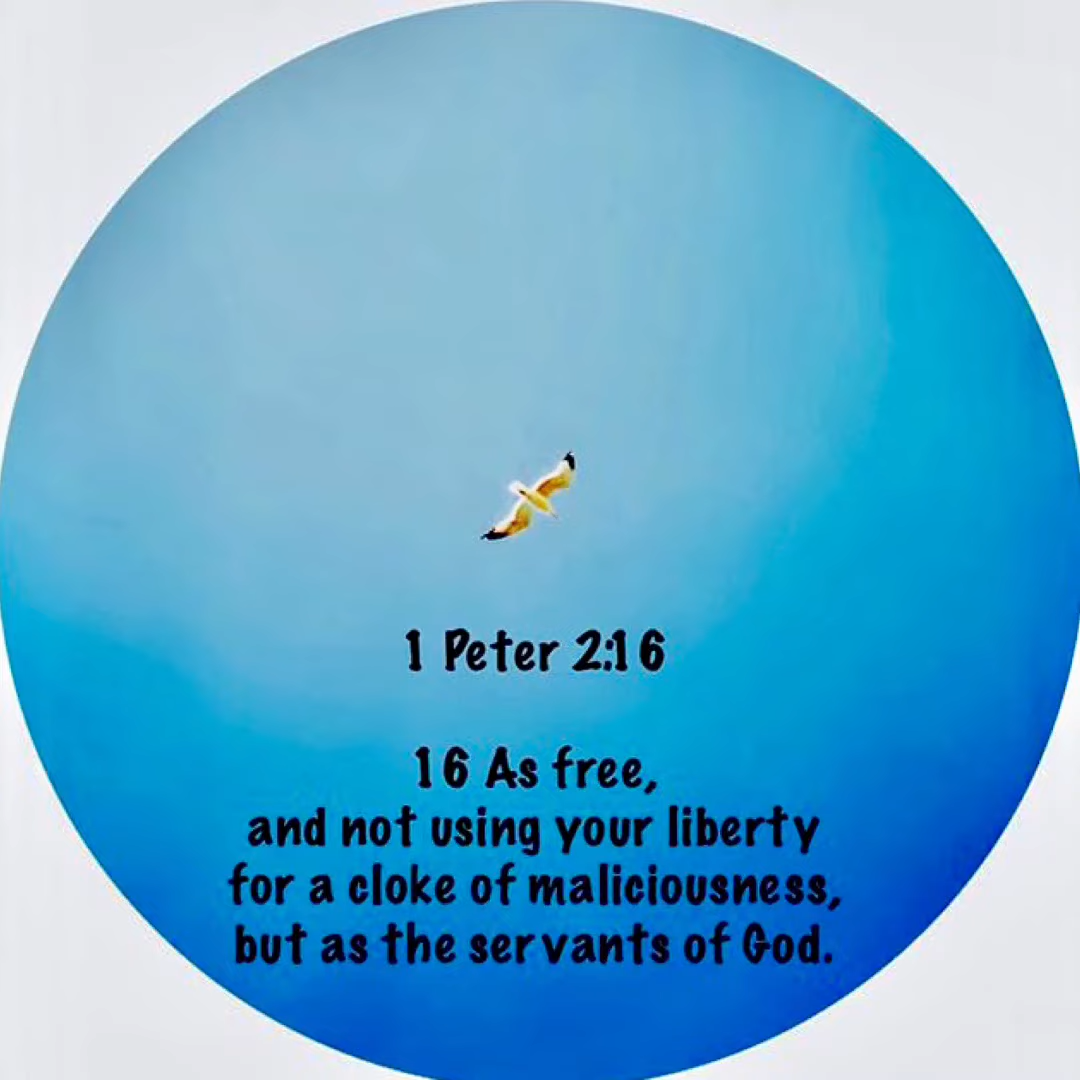 1 Peter 2:16
16 As free,
and not using your liberty
for a cloke of maliciousness,
but as the servants of God.